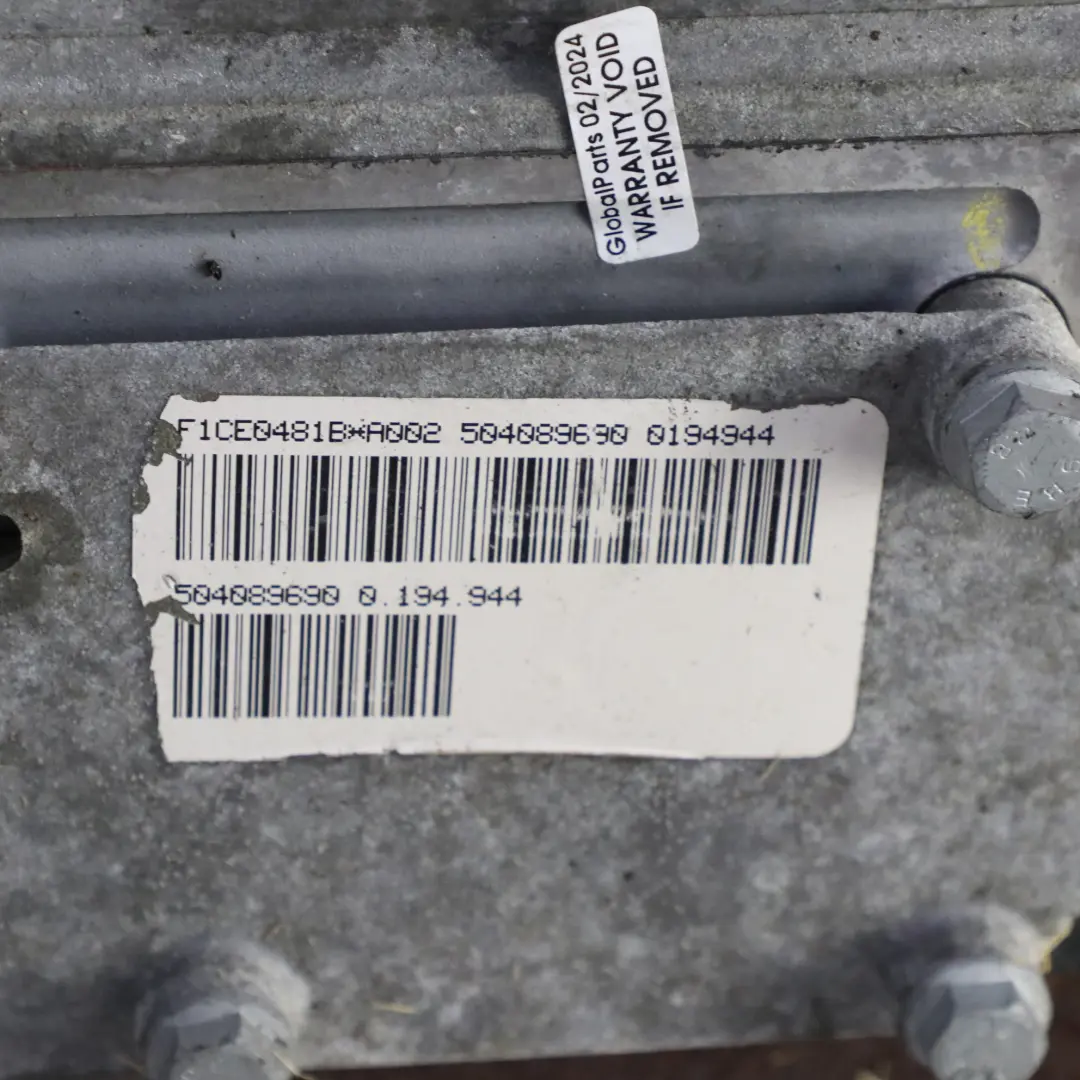 GlobalParts 02/2024
WARRANTY VOID
IF REMOVED
F1CE0481B*A002 504089690 0194944
504089690 0.194.944